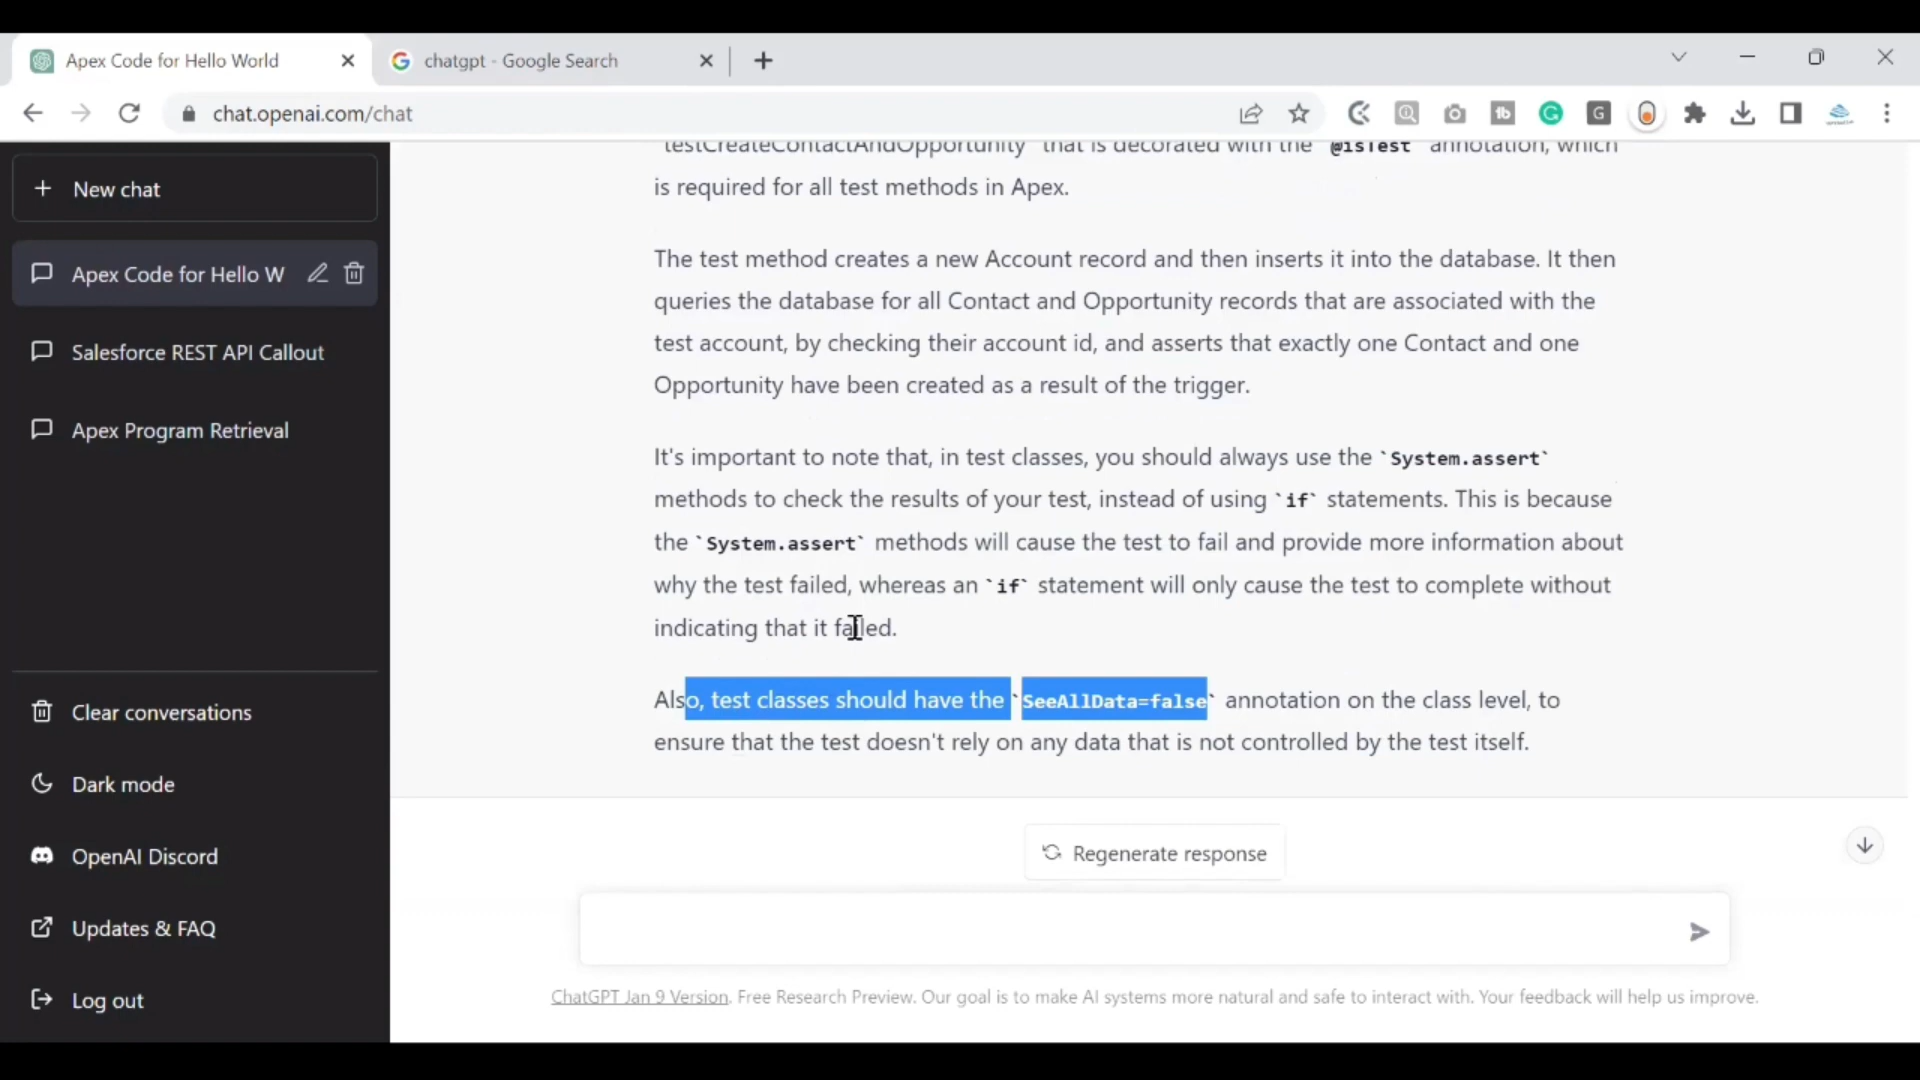 Apex Code for Hello World
chatgpt - Google Search
chat.openai.com/chat
New chat
Apex Code for Hello W
Salesforce REST API Callout
Apex Program Retrieval
Clear conversations
Dark mode
OpenAI Discord
Updates & FAQ
Log out
`testCreateContactAndOpportunity` that is decorated with the `@isTest` annotation, which
is required for all test methods in Apex.
The test method creates a new Account record and then inserts it into the database. It then
queries the database for all Contact and Opportunity records that are associated with the
test account, by checking their account id, and asserts that exactly one Contact and one
Opportunity have been created as a result of the trigger.
It's important to note that, in test classes, you should always use the `System.assert`
methods to check the results of your test, instead of using `if` statements. This is because
the `System.assert` methods will cause the test to fail and provide more information about
why the test failed, whereas an `if` statement will only cause the test to complete without
indicating that it failed.
Also, test classes should have the `SeeAllData=false` annotation on the class level, to
ensure that the test doesn't rely on any data that is not controlled by the test itself.
Regenerate response
ChatGPT Jan 9 Version. Free Research Preview. Our goal is to make AI systems more natural and safe to interact with. Your feedback will help us improve.